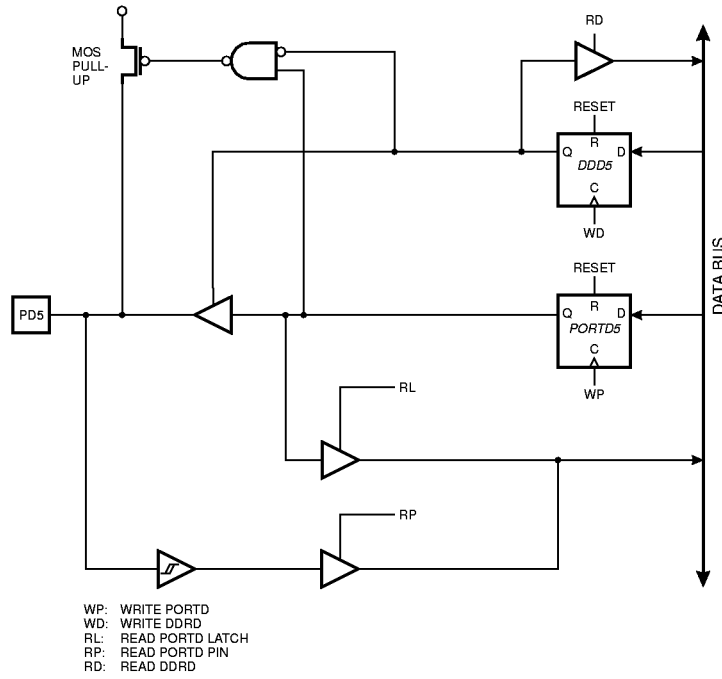 RD
MOS
PULL-
UP
RESET
R
Q
D
DDD5
C
WD
DATA BUS
RESET
R
PD5
Q
D
PORTD5
C
WP
RL
RP
WP: WRITE PORTD
WD: WRITE DDRD
RL: READ PORTD LATCH
RP: READ PORTD PIN
RD: READ DDRD